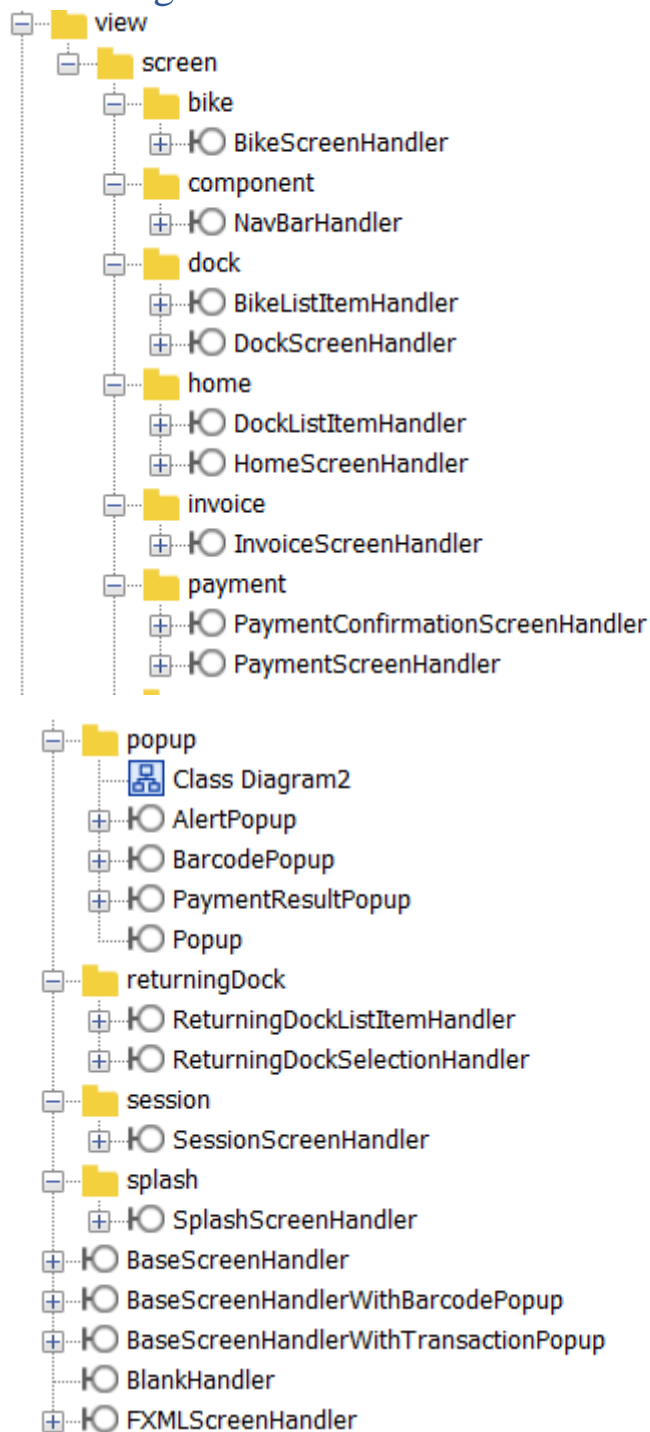 view
screen
bike
BikeScreenHandler
component
NavBarHandler
dock
BikeListItemHandler
DockScreenHandler
home
DockListItemHandler
HomeScreenHandler
invoice
InvoiceScreenHandler
payment
PaymentConfirmationScreenHandler
PaymentScreenHandler
popup
Class Diagram2
AlertPopup
BarcodePopup
PaymentResultPopup
Popup
returningDock
ReturningDockListItemHandler
ReturningDockSelectionHandler
session
SessionScreenHandler
splash
SplashScreenHandler
BaseScreenHandler
BaseScreenHandlerWithBarcodePopup
BaseScreenHandlerWithTransactionPopup
BlankHandler
FXMLScreenHandler